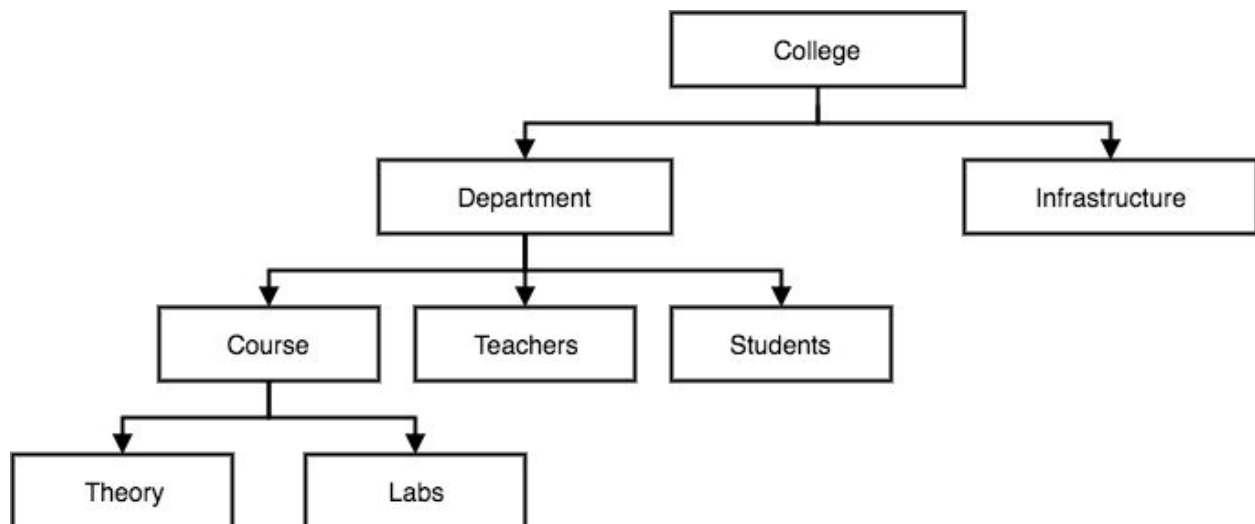 College
Department
Infrastructure
Course
Teachers
Students
Theory
Labs